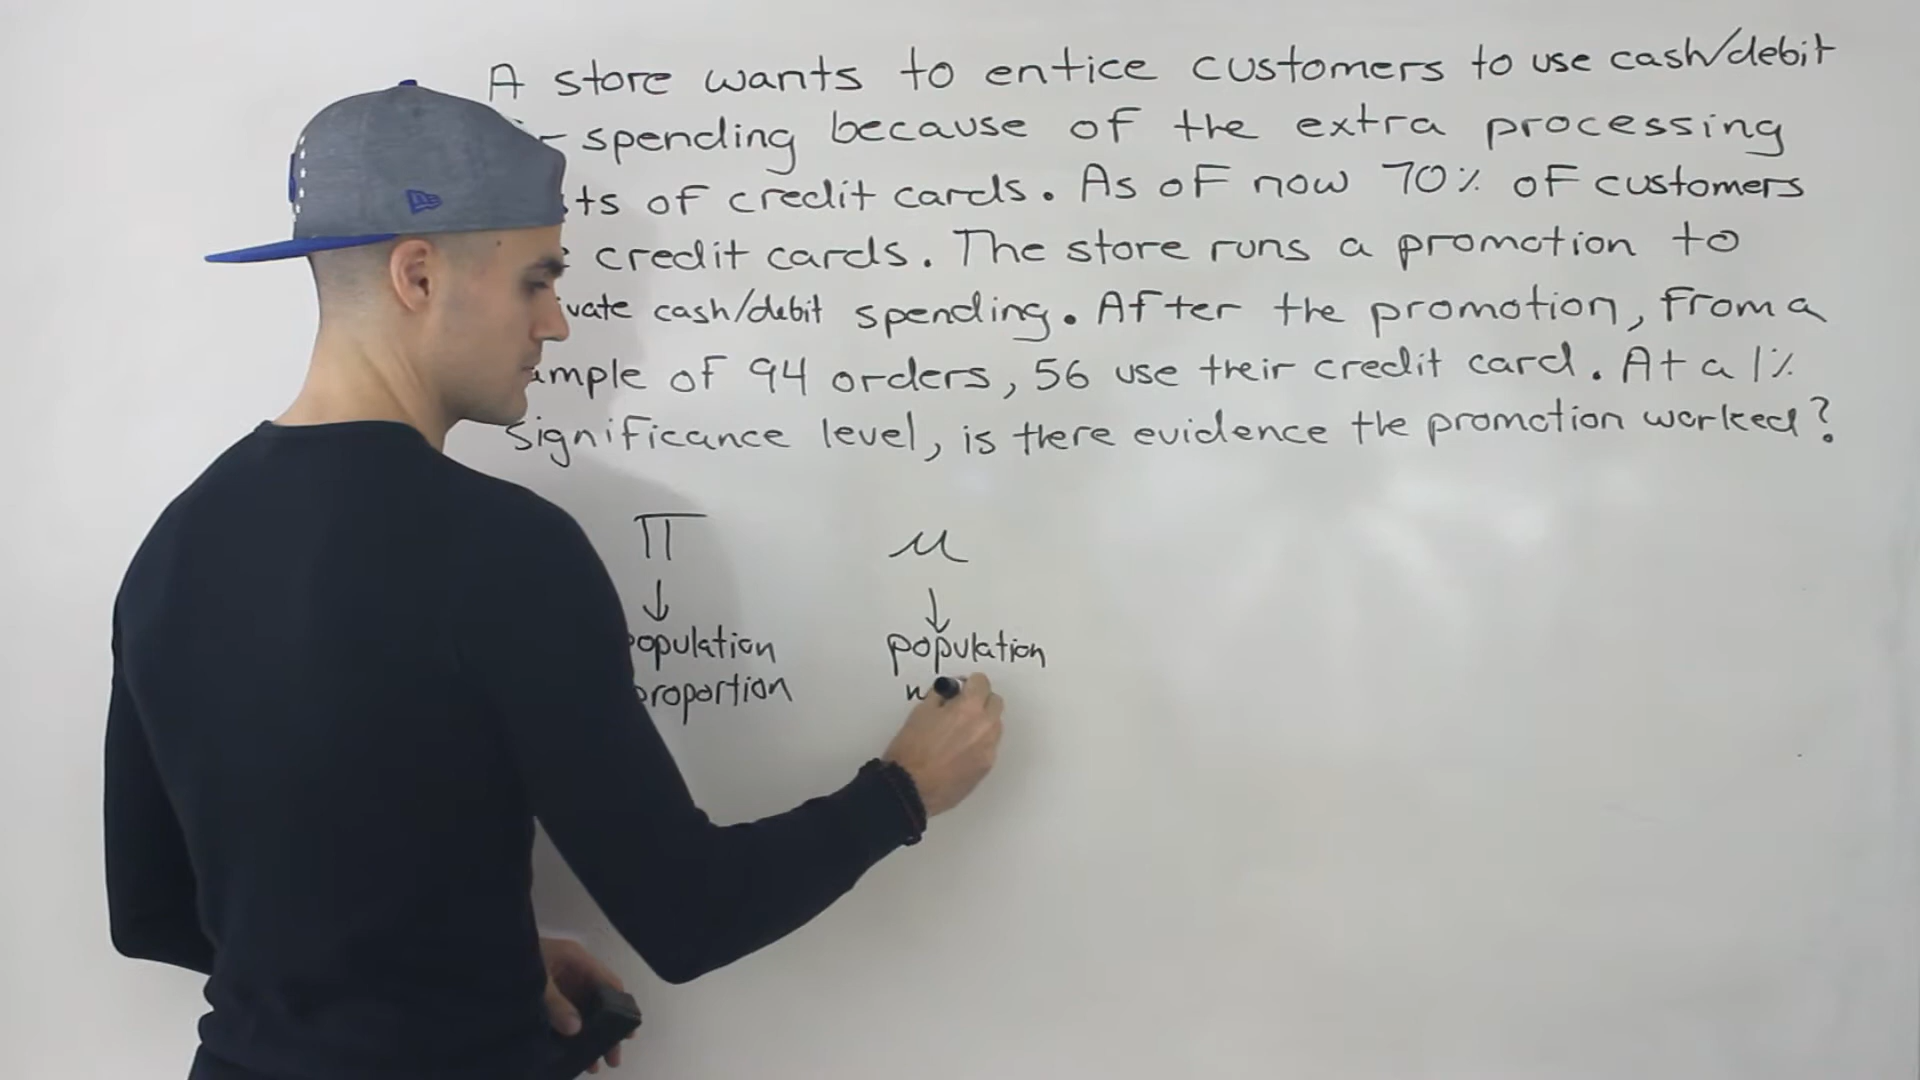 A store wants to entice customers to use cash/debit
spending because of the extra processing
of credit cards. As of now 70% of customers
credit cards. The store runs a promotion to
cash/debit spending. After the promotion, from a
of 94 orders, 56 use their credit card. At a 1%
significance level, is there evidence the promotion worked?
π μ
↓ ↓
population population
proportion